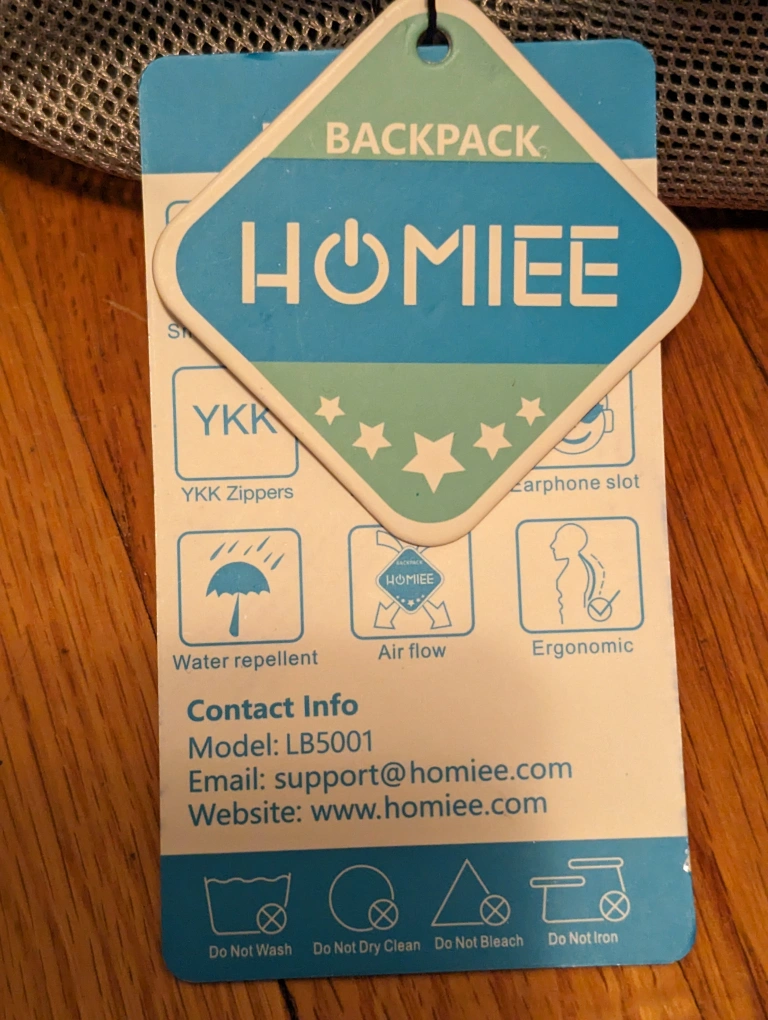 BACKPACK
HOMIEE
YKK
YKK Zippers
Earphone slot
BACKPACK
HOMIEE
Water repellent
Air flow
Ergonomic
Contact Info
Model: LB5001
Email: support@homiee.com
Website: www.homiee.com
Do Not Wash
Do Not Dry Clean
Do Not Bleach
Do Not Iron